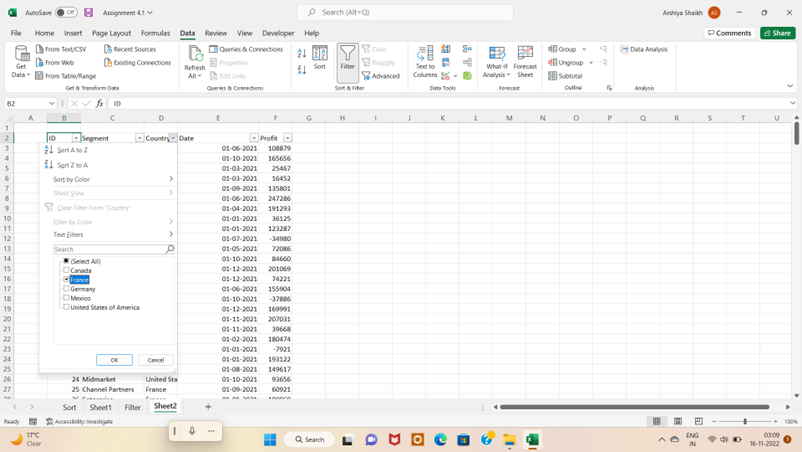 AutoSave Off Assignment 4.1 Search (Alt+Q) Arshiya Shaikh AS
File Home Insert Page Layout Formulas Data Review View Developer Help Comments Share
Get Data
From Text/CSV
From Web
From Table/Range
Recent Sources
Existing Connections
Get & Transform Data
Refresh All
Queries & Connections
Properties
Edit Links
Queries & Connections
Sort
Filter
Clear
Reapply
Advanced
Sort & Filter
Text to Columns
Data Tools
What-If Analysis
Forecast Sheet
Forecast
Group
Ungroup
Subtotal
Outline
Data Analysis
Analysis
B2 fx ID
A B C D E F G H I J K L M N O P Q R S T U
1
2 ID Segment Country Date Profit
3 01-06-2021 108879
4 01-10-2021 165656
5 01-03-2021 25467
6 01-03-2021 16452
7 01-09-2021 135801
8 01-06-2021 247286
9 01-04-2021 191293
10 01-01-2021 36125
11 01-01-2021 123287
12 01-07-2021 -34980
13 01-05-2021 72086
14 01-10-2021 84660
15 01-12-2021 201069
16 01-12-2021 74221
17 01-06-2021 155904
18 01-10-2021 -37886
19 01-12-2021 169991
20 01-11-2021 207031
21 01-11-2021 39668
22 01-02-2021 180474
23 01-01-2021 -7921
24 01-01-2021 193122
25 01-08-2021 149617
26 24 Midmarket United Sta 01-10-2021 93656
27 25 Channel Partners France 01-09-2021 60921
Sort A to Z
Sort Z to A
Sort by Color
Sheet View
Clear Filter From "Country"
Filter by Color
Text Filters
Search
(Select All)
Canada
France
Germany
Mexico
United States of America
OK Cancel
Sort Sheet1 Filter Sheet2
Ready Accessibility: Investigate 100%
17°C
Clear
Search
ENG
IN
03:09
16-11-2022